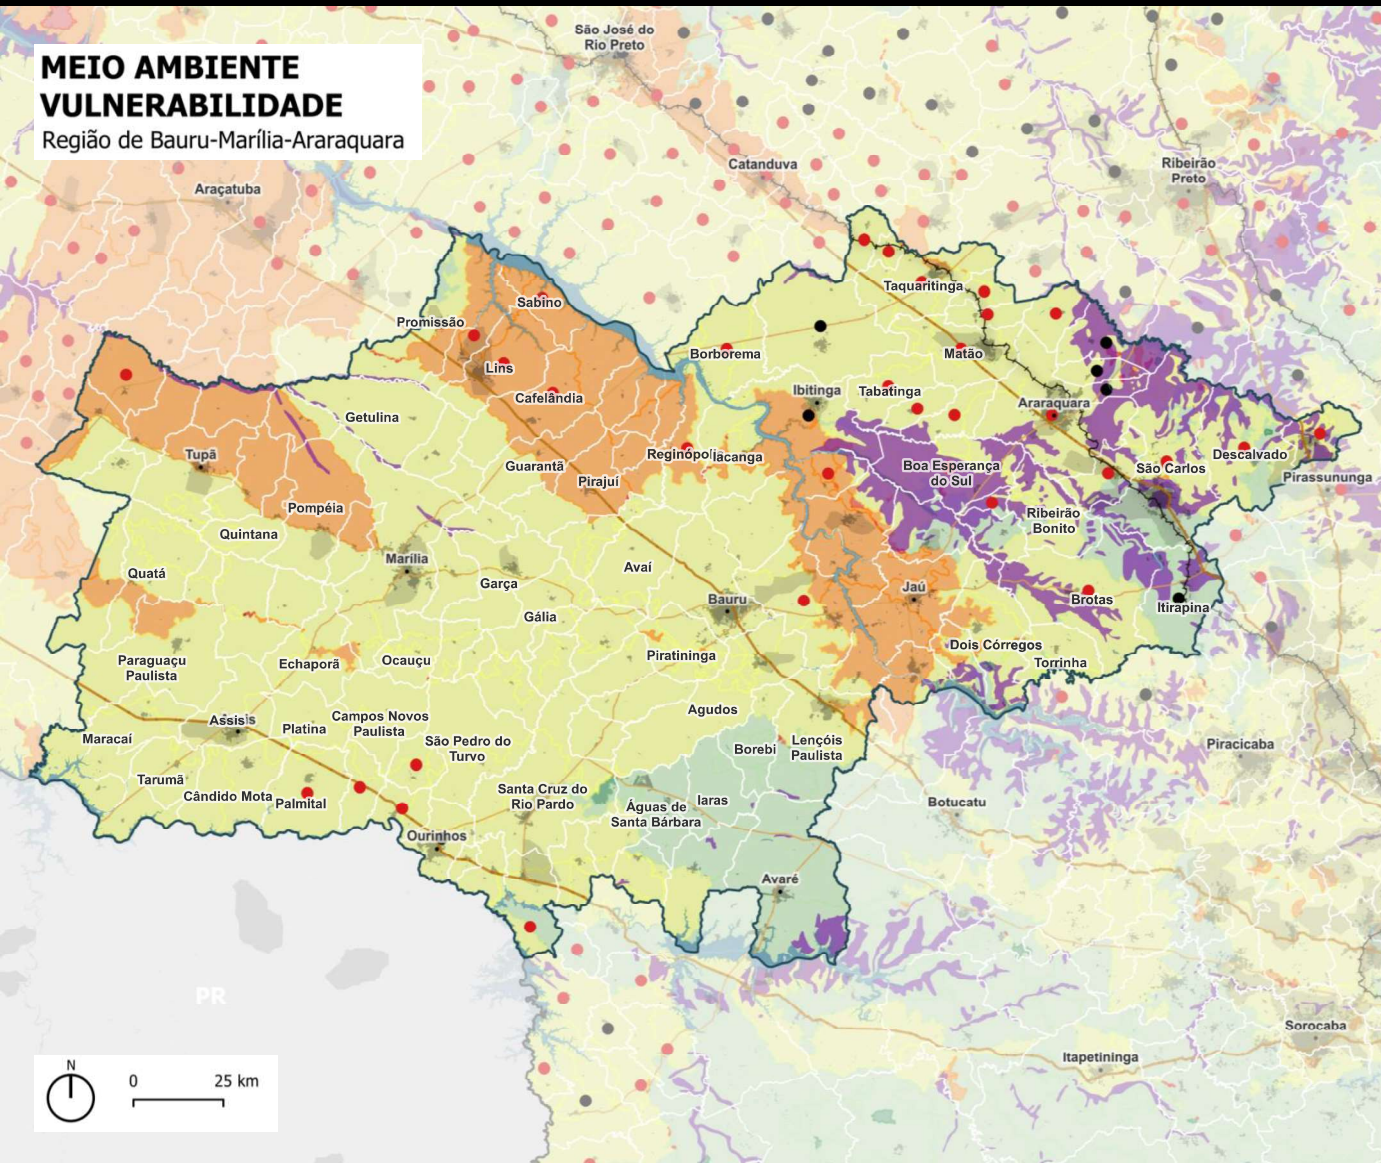 MEIO AMBIENTE
VULNERABILIDADE
Região de Bauru-Marília-Araraquara
São José do
Rio Preto
Catanduva
Ribeirão
Preto
Araçatuba
Sabino
Promissão
Lins
Cafelândia
Taquaritinga
Borborema
Matão
Ibitinga
Tabatinga
Araraquara
Getulina
Tupã
Guarantã
Reginópol
Iacanga
Pirajuí
Boa Esperança
do Sul
São Carlos
Descalvado
Pirassununga
Pompéia
Quintana
Ribeirão
Bonito
Marília
Quatá
Garça
Avaí
Gália
Bauru
Jaú
Brotas
Itirapina
Paraguaçu
Paulista
Echaporã
Ocauçu
Piratininga
Dois Córregos
Torrinha
Assis
Platina
Campos Novos
Paulista
Agudos
Maracaí
São Pedro do
Turvo
Borebi
Lençóis
Paulista
Piracicaba
Tarumã
Cândido Mota
Palmital
Santa Cruz do
Rio Pardo
Águas de
Santa Bárbara
Iaras
Botucatu
Ourinhos
Avaré
PR
Sorocaba
Itapetininga
N
0 25 km